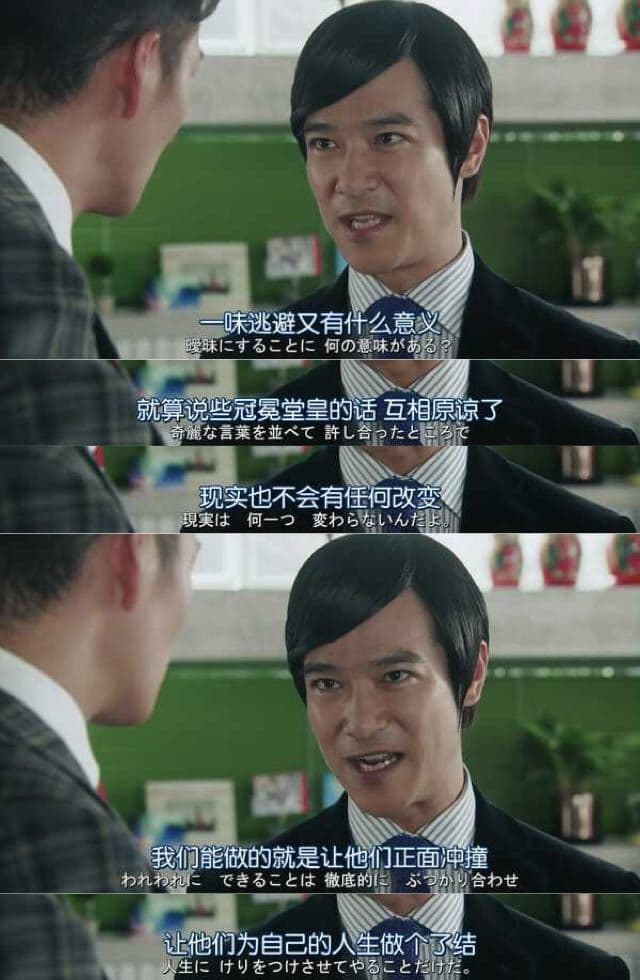 一味逃避又有什么意义
曖昧にすることに 何の意味がある?
就算说些冠冕堂皇的话 互相原谅了
奇麗な言葉を並べて 許し合ったところで
现实也不会有任何改变
現実は 何一つ 変わらないんだよ。
我们能做的就是让他们正面冲撞
われわれに できることは 徹底的に ぶつかり合わせ
让他们为自己的人生做个了结
人生に けりをつけさせてやることだけだ。